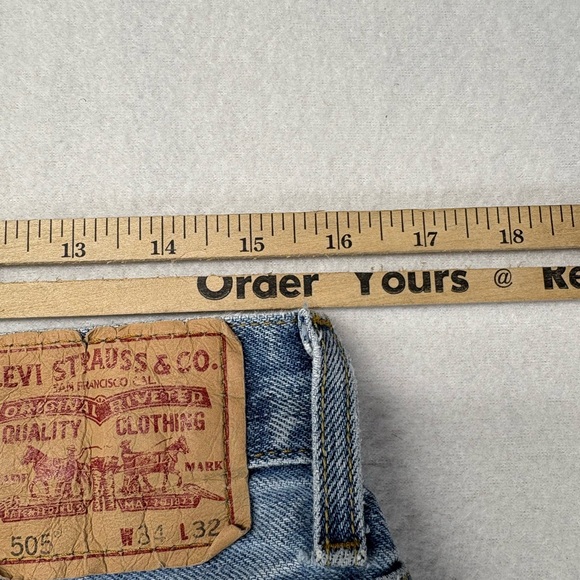 13 14 15 16 17 18
Order Yours @ Re
LEVI STRAUSS & CO.
SAN FRANCISCO CAL
ORIGINAL RIVETED
QUALITY CLOTHING
MARK
505 W34 L32